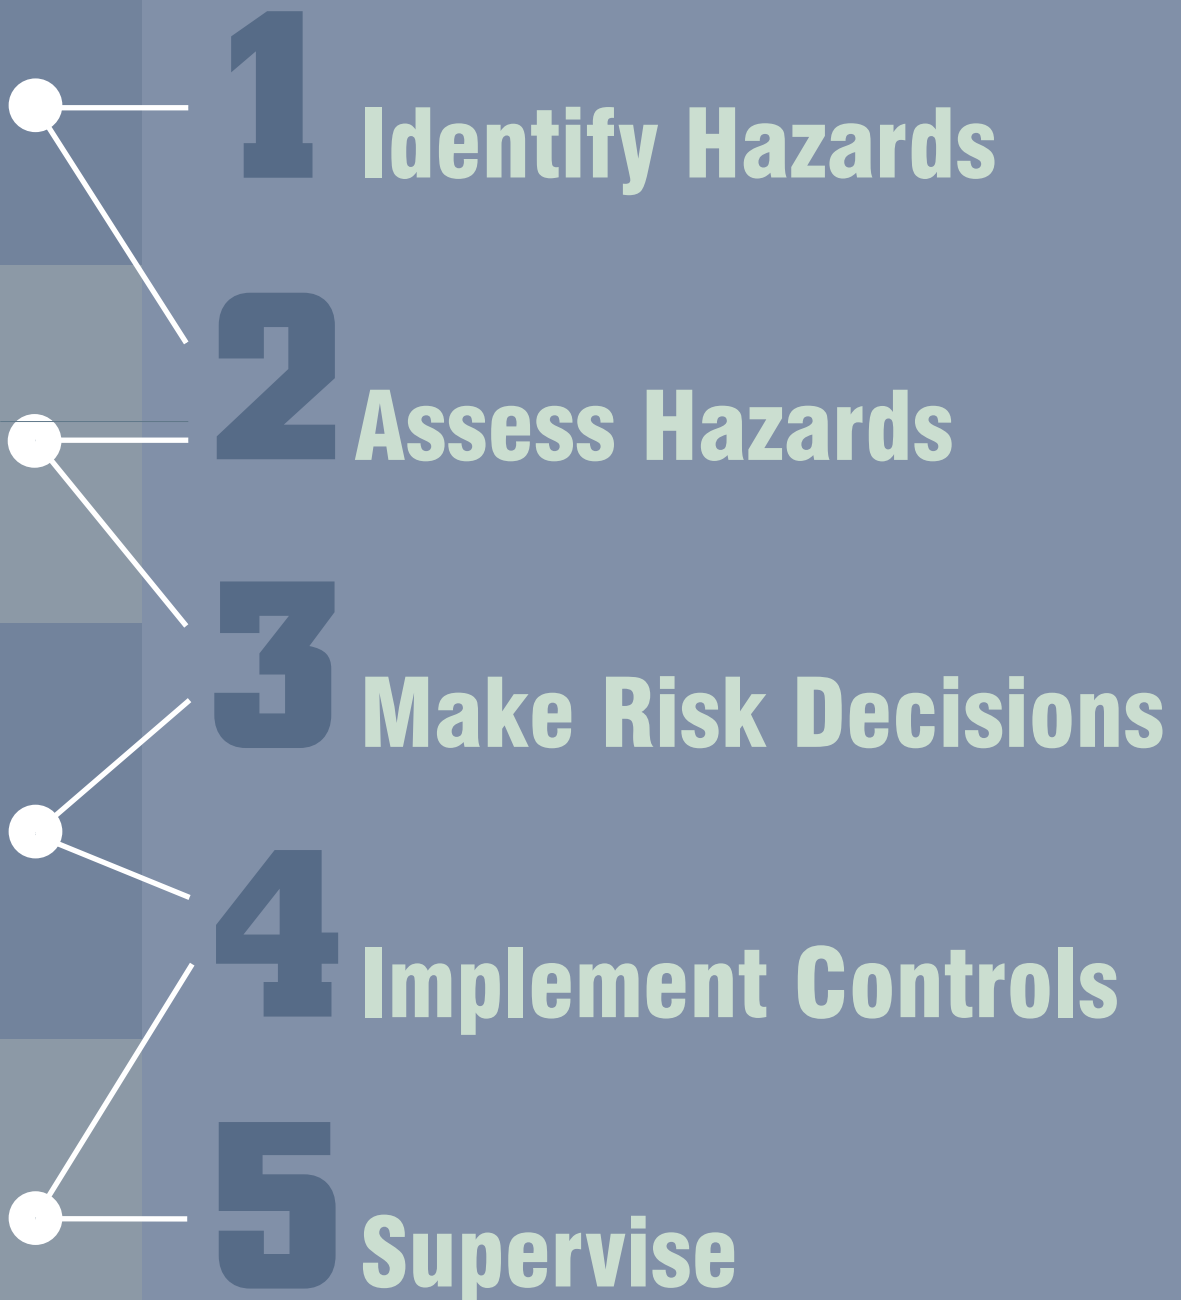 1 Identify Hazards
2 Assess Hazards
3 Make Risk Decisions
4 Implement Controls
5 Supervise